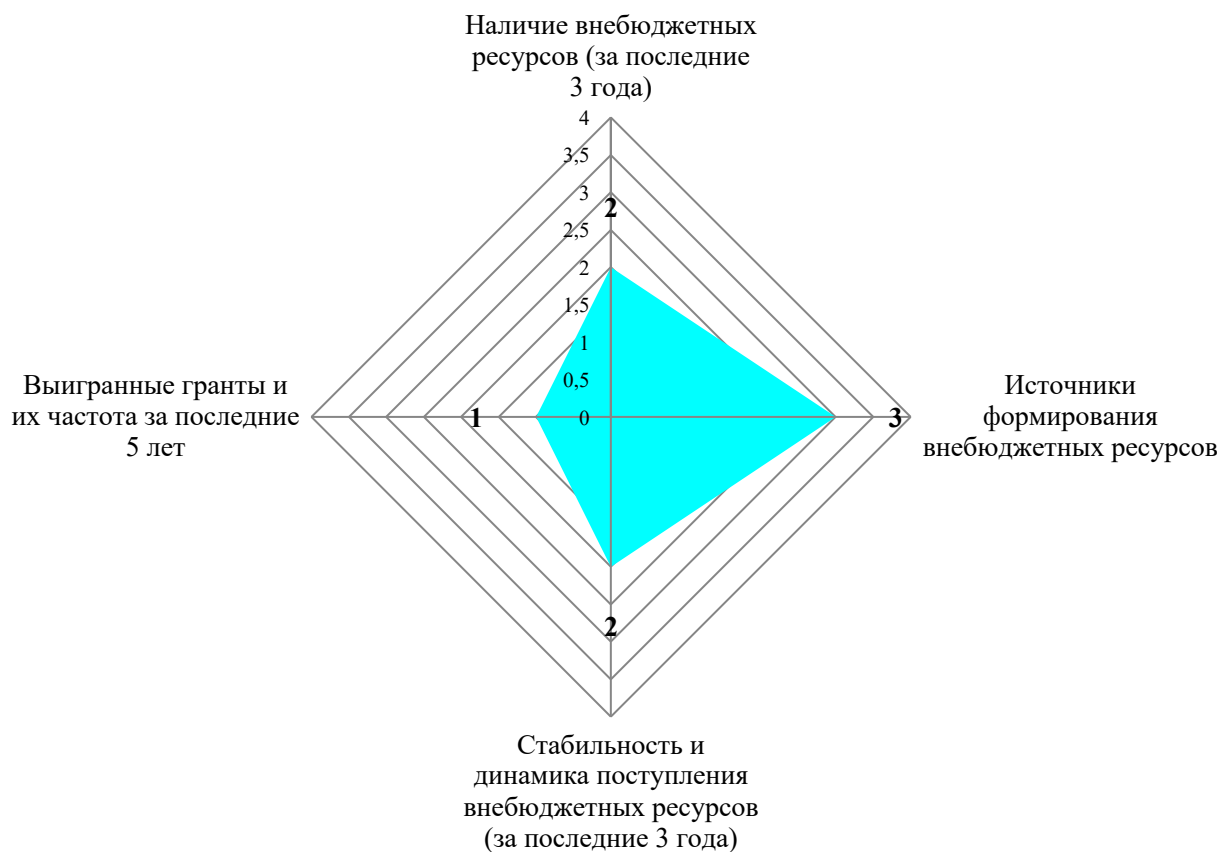 Наличие внебюджетных
ресурсов (за последние
3 года)
4
3,5
3
2
2,5
2
1,5
1
0,5
0
Выигранные гранты и
их частота за последние
5 лет
1
3
Источники
формирования
внебюджетных ресурсов
2
Стабильность и
динамика поступления
внебюджетных ресурсов
(за последние 3 года)